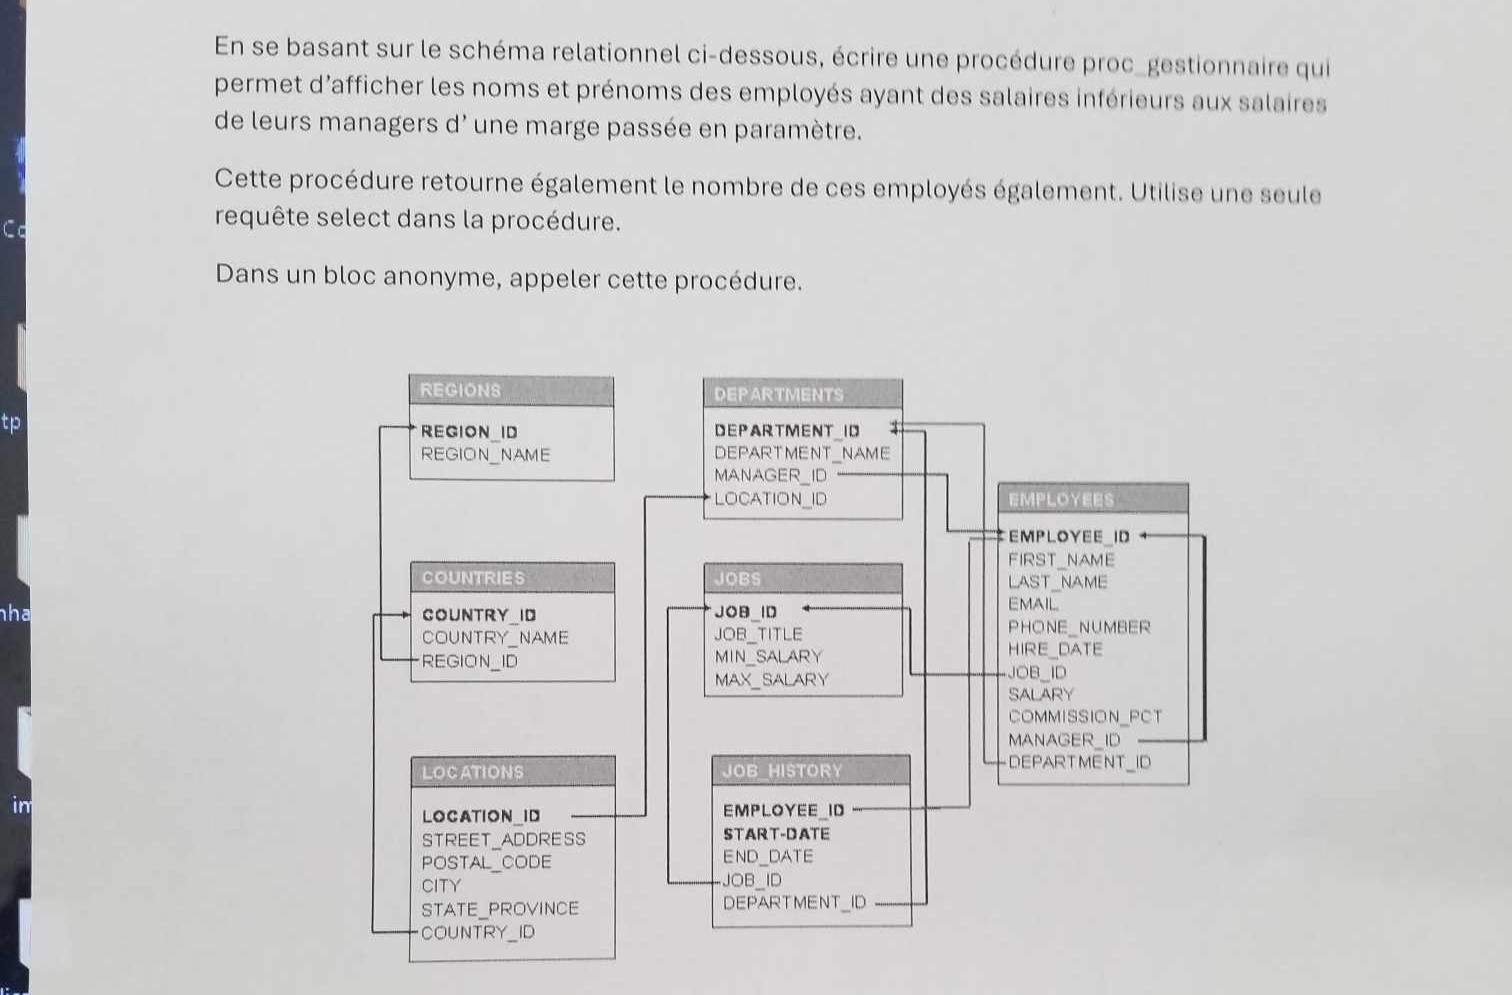 En se basant sur le schéma relationnel ci-dessous, écrire une procédure proc_gestionnaire qui
permet d’afficher les noms et prénoms des employés ayant des salaires inférieurs aux salaires
de leurs managers d’ une marge passée en paramètre.
Cette procédure retourne également le nombre de ces employés également. Utilise une seule
requête select dans la procédure.
Dans un bloc anonyme, appeler cette procédure.
REGIONS
REGION_ID
REGION_NAME
DEPARTMENTS
DEPARTMENT_ID
DEPARTMENT_NAME
MANAGER_ID
LOCATION_ID
EMPLOYEES
EMPLOYEE_ID
FIRST_NAME
LAST_NAME
EMAIL
PHONE_NUMBER
HIRE_DATE
JOB_ID
SALARY
COMMISSION_PCT
MANAGER_ID
DEPARTMENT_ID
COUNTRIES
COUNTRY_ID
COUNTRY_NAME
REGION_ID
JOBS
JOB_ID
JOB_TITLE
MIN_SALARY
MAX_SALARY
LOCATIONS
LOCATION_ID
STREET_ADDRESS
POSTAL_CODE
CITY
STATE_PROVINCE
COUNTRY_ID
JOB_HISTORY
EMPLOYEE_ID
START-DATE
END_DATE
JOB_ID
DEPARTMENT_ID
tp